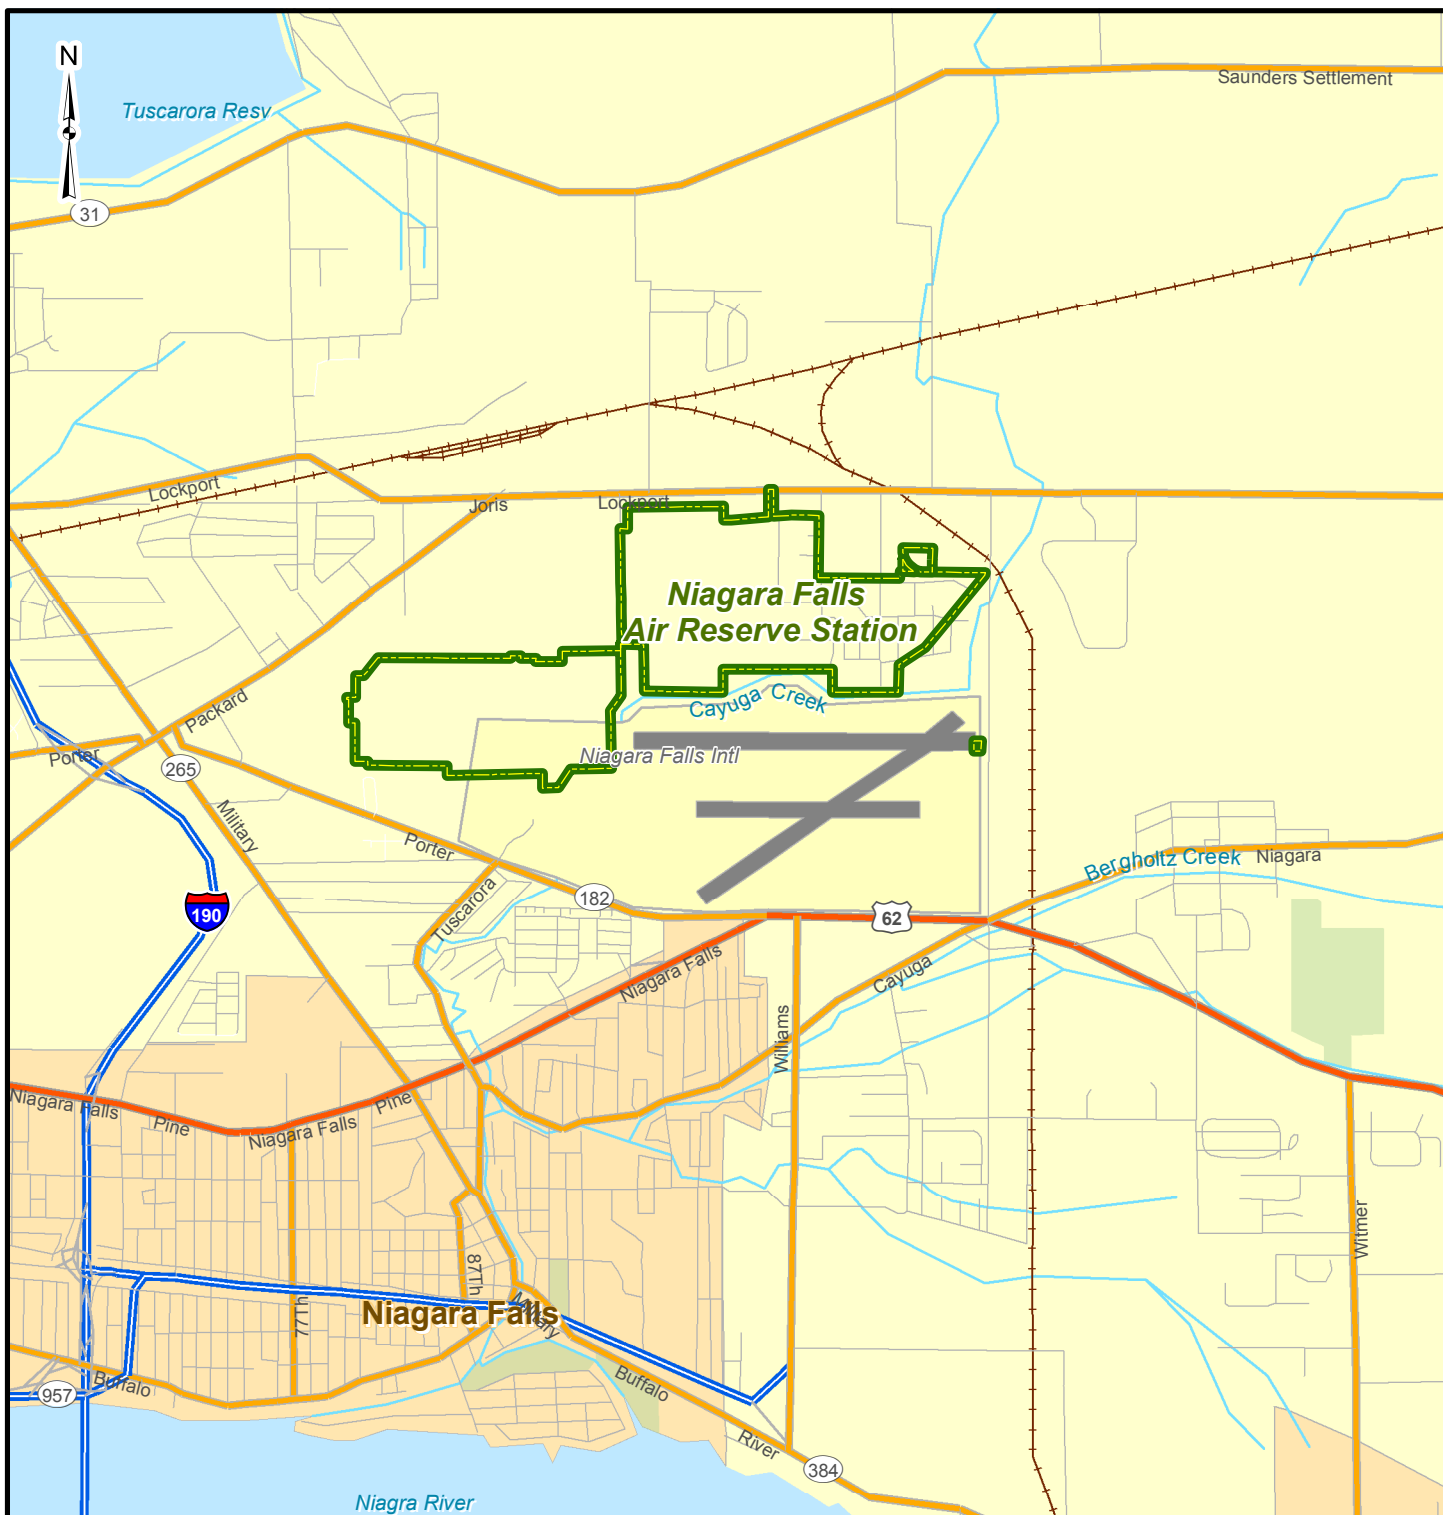 N
Saunders Settlement
Tuscarora Resv
31
Lockport
Joris
Lockport
Niagara Falls
Air Reserve Station
Cayuga Creek
Packard
Porter
Niagara Falls Intl
265
Military
Porter
Bergholtz Creek
Niagara
Tuscarora
182
190
62
Niagara Falls
Cayuga
Williams
Niagara Falls
Pine
Niagara Falls
Pine
Witmer
87Th
77Th
Niagara Falls
Military
Buffalo
957
Buffalo
River
384
Niagra River